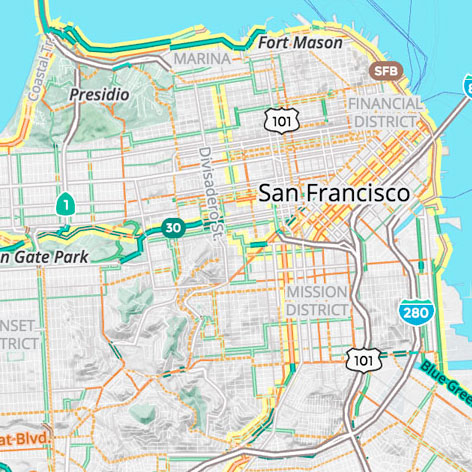 Fort Mason
MARINA
Coastal Tr
SFB
Presidio
FINANCIAL
DISTRICT
101
Divisadero St.
1
San Francisco
30
n Gate Park
MISSION
DISTRICT
280
NSET
TRICT
101
Blue Gree
at Blvd.